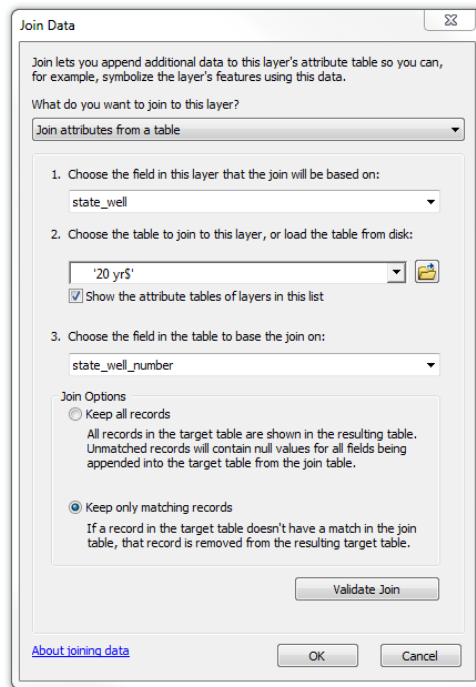 Join Data
Join lets you append additional data to this layer's attribute table so you can,
for example, symbolize the layer's features using this data.
What do you want to join to this layer?
Join attributes from a table
1. Choose the field in this layer that the join will be based on:
state_well
2. Choose the table to join to this layer, or load the table from disk:
'20 yr$'
Show the attribute tables of layers in this list
3. Choose the field in the table to base the join on:
state_well_number
Join Options
Keep all records
All records in the target table are shown in the resulting table.
Unmatched records will contain null values for all fields being
appended into the target table from the join table.
Keep only matching records
If a record in the target table doesn't have a match in the join
table, that record is removed from the resulting target table.
Validate Join
About joining data
OK
Cancel